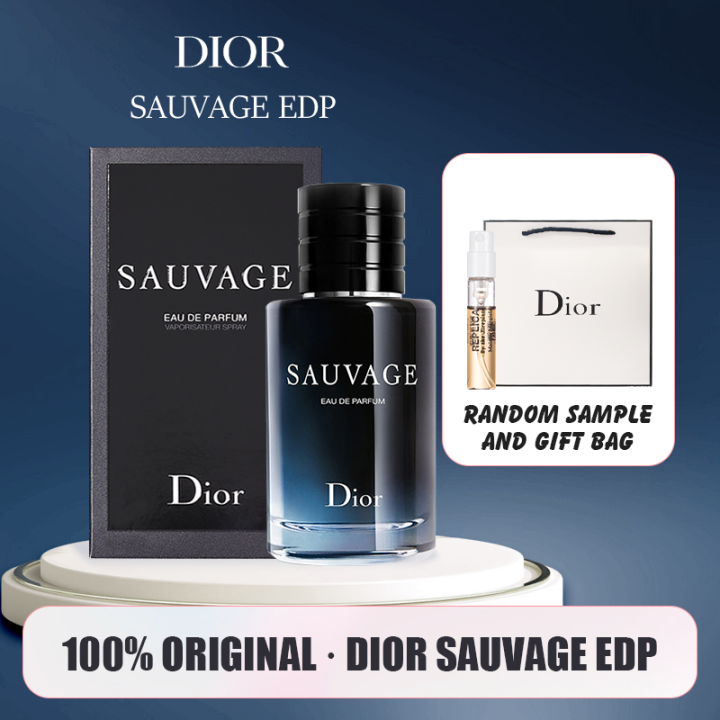 DIOR
SAUVAGE EDP
SAUVAGE
EAU DE PARFUM
VAPORISATEUR SPRAY
Dior
SAUVAGE
EAU DE PARFUM
Dior
REPLICA
Dior
RANDOM SAMPLE
AND GIFT BAG
100% ORIGINAL · DIOR SAUVAGE EDP